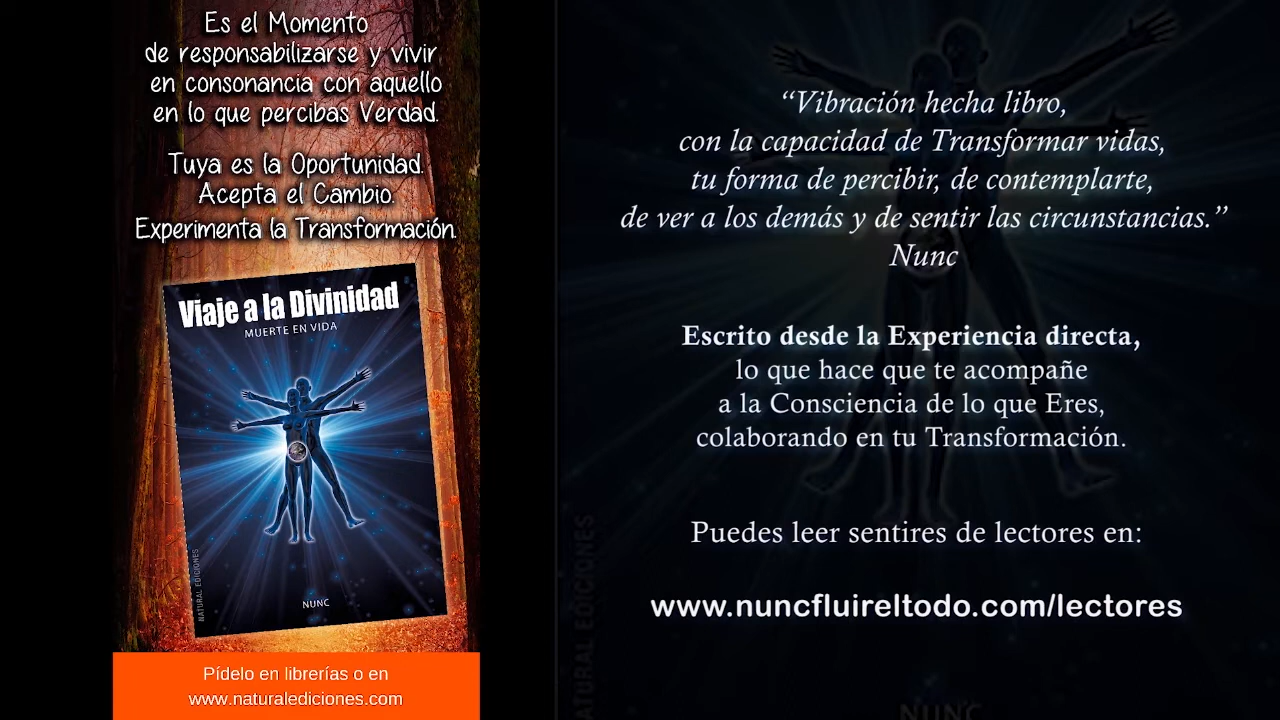 Es el Momento
de responsabilizarse y vivir
en consonancia con aquello
en lo que percibas Verdad.
Tuya es la Oportunidad.
Acepta el Cambio.
Experimenta la Transformación.
Viaje a la Divinidad
MUERTE EN VIDA
NATURAL EDICIONES
NUNC
Pídelo en librerías o en
www.naturalediciones.com
“Vibración hecha libro,
con la capacidad de Transformar vidas,
tu forma de percibir, de contemplarte,
de ver a los demás y de sentir las circunstancias.”
Nunc
Escrito desde la Experiencia directa,
lo que hace que te acompañe
a la Consciencia de lo que Eres,
colaborando en tu Transformación.
Puedes leer sentires de lectores en:
www.nuncfluireltodo.com/lectores
NATURAL EDICIONES
NUNC